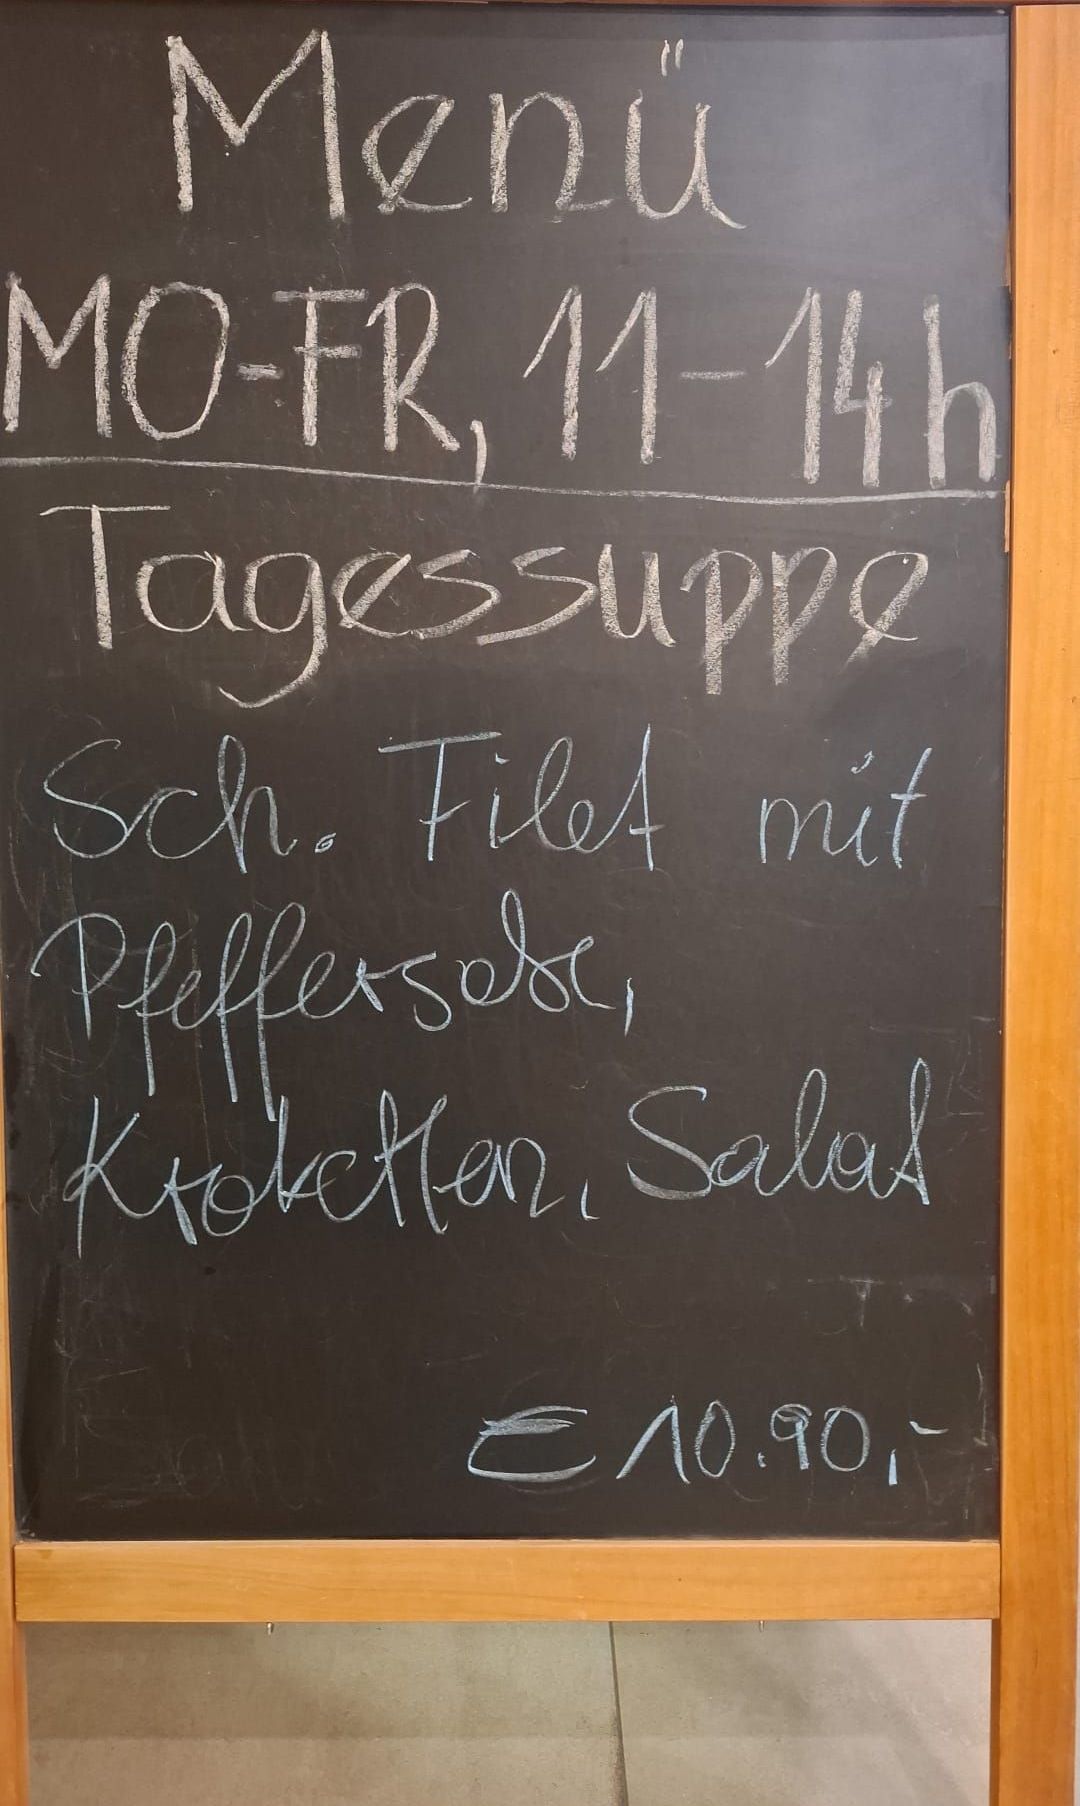 Menü
MO-FR, 11-14h
Tagessuppe
Sch. Filet mit
Pfeffersoße,
Kroketten, Salat
€ 10.90,-